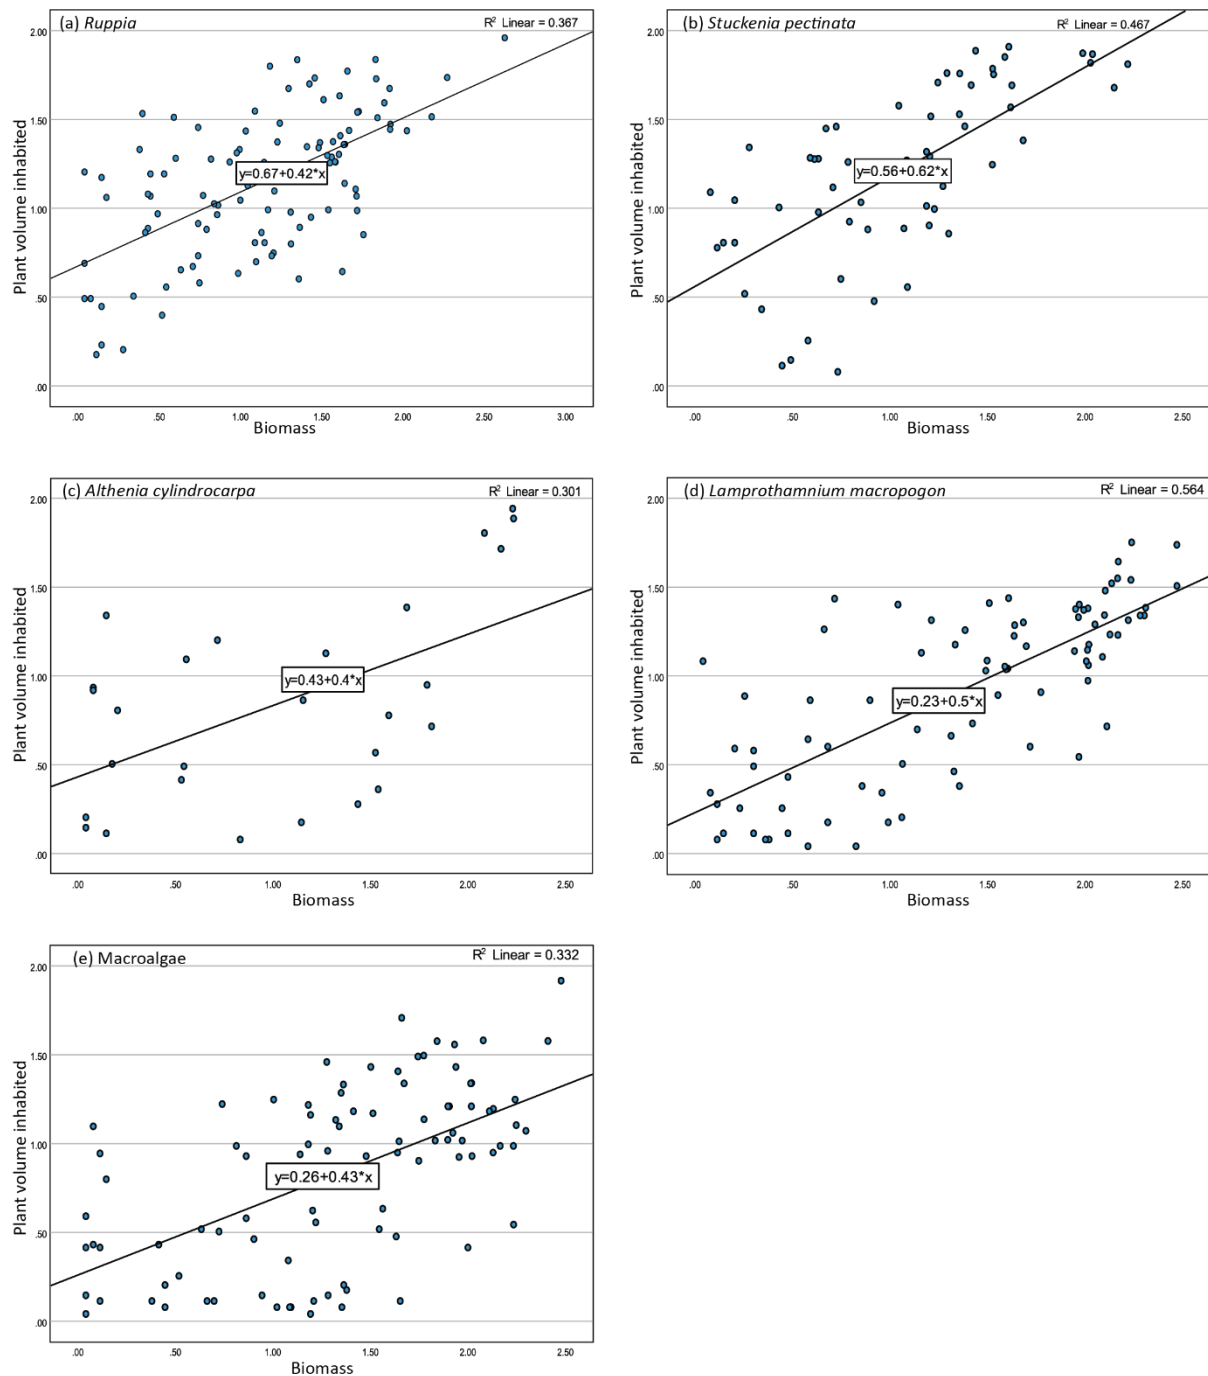 (a) Ruppia
R² Linear = 0.367
2.00
1.50
1.00
.50
.00
Plant volume inhabited
y=0.67+0.42*x
.00 .50 1.00 1.50 2.00 2.50 3.00
Biomass
(b) Stuckenia pectinata
R² Linear = 0.467
2.00
1.50
1.00
.50
.00
Plant volume inhabited
y=0.56+0.62*x
.00 .50 1.00 1.50 2.00 2.50
Biomass
(c) Althenia cylindrocarpa
R² Linear = 0.301
2.00
1.50
1.00
.50
.00
Plant volume inhabited
y=0.43+0.4*x
.00 .50 1.00 1.50 2.00 2.50
Biomass
(d) Lamprothamnium macropogon
R² Linear = 0.564
2.00
1.50
1.00
.50
.00
Plant volume inhabited
y=0.23+0.5*x
.00 .50 1.00 1.50 2.00 2.50
Biomass
(e) Macroalgae
R² Linear = 0.332
2.00
1.50
1.00
.50
.00
Plant volume inhabited
y=0.26+0.43*x
.00 .50 1.00 1.50 2.00 2.50
Biomass